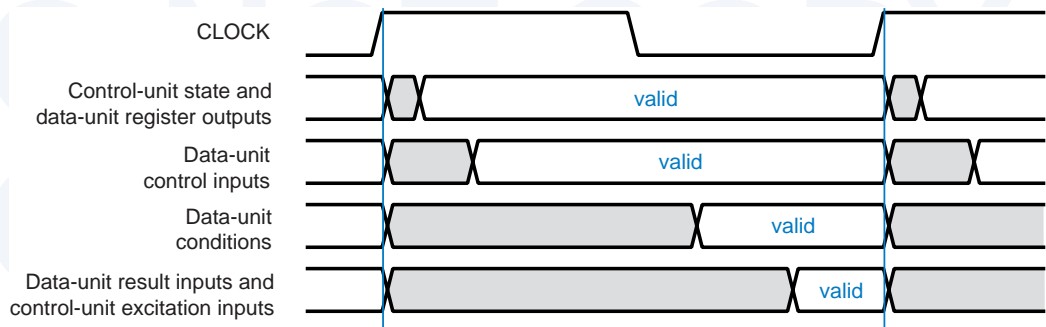 CLOCK
Control-unit state and
data-unit register outputs
valid
Data-unit
control inputs
valid
Data-unit
conditions
valid
Data-unit result inputs and
control-unit excitation inputs
valid